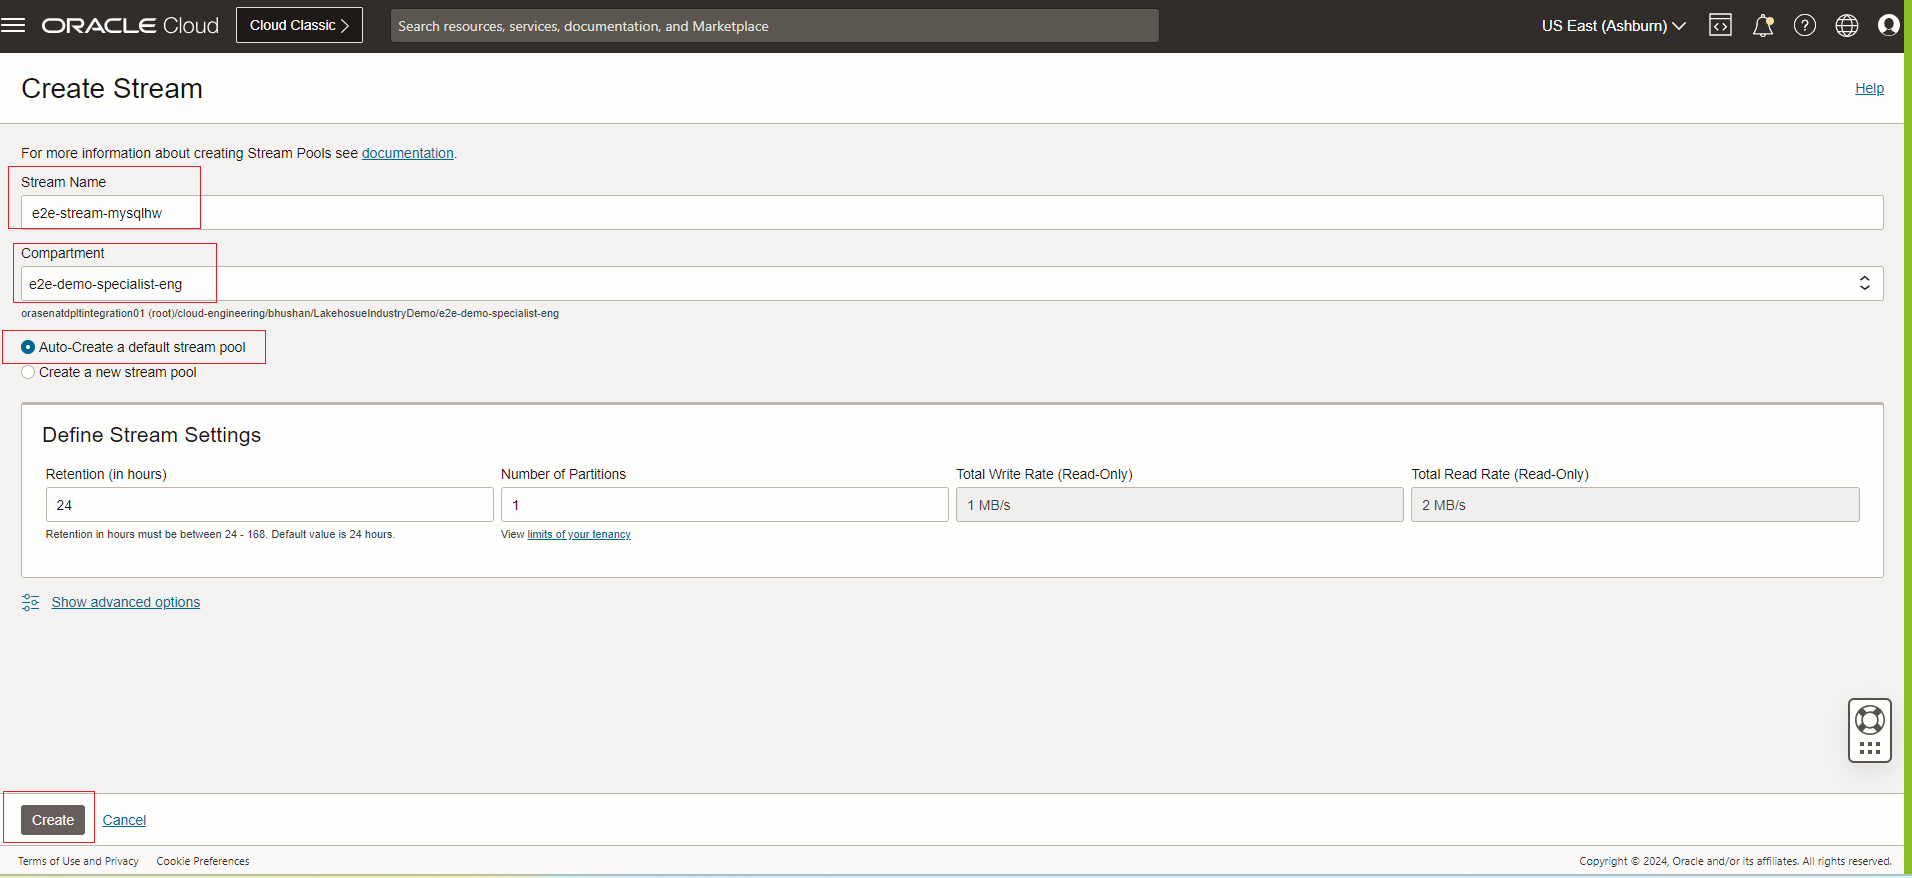 ORACLE Cloud
Cloud Classic
Search resources, services, documentation, and Marketplace
US East (Ashburn)
Create Stream
Help
For more information about creating Stream Pools see documentation.
Stream Name
e2e-stream-mysqlhw
Compartment
e2e-demo-specialist-eng
orasenatdpltintegration01 (root)/cloud-engineering/bhushan/LakehosueIndustryDemo/e2e-demo-specialist-eng
Auto-Create a default stream pool
Create a new stream pool
Define Stream Settings
Retention (in hours)
24
Retention in hours must be between 24 - 168. Default value is 24 hours.
Number of Partitions
1
View limits of your tenancy
Total Write Rate (Read-Only)
1 MB/s
Total Read Rate (Read-Only)
2 MB/s
Show advanced options
Create
Cancel
Terms of Use and Privacy
Cookie Preferences
Copyright © 2024, Oracle and/or its affiliates. All rights reserved.